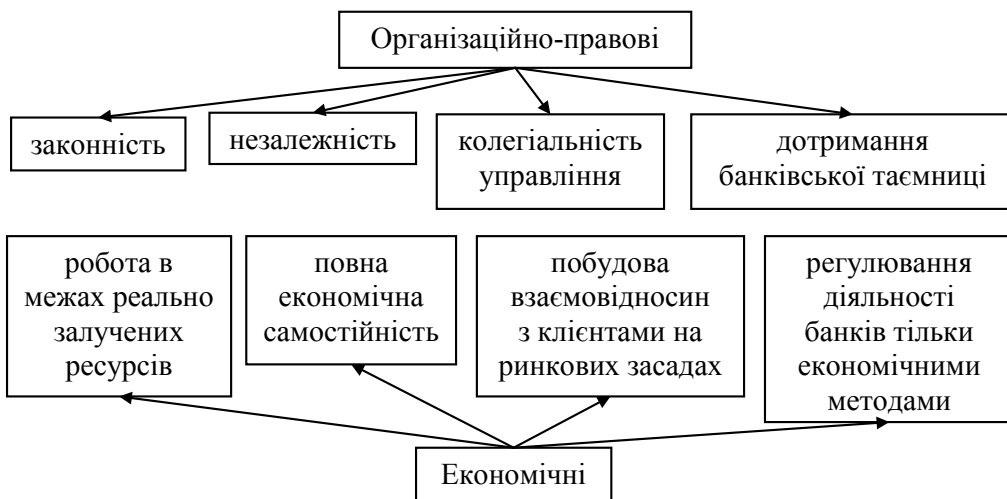 Організаційно-правові
законність
незалежність
колегіальність
управління
дотримання
банківської таємниці
робота в
межах реально
залучених
ресурсів
повна
економічна
самостійність
побудова
взаємовідносин
з клієнтами на
ринкових засадах
регулювання
діяльності
банків тільки
економічними
методами
Економічні